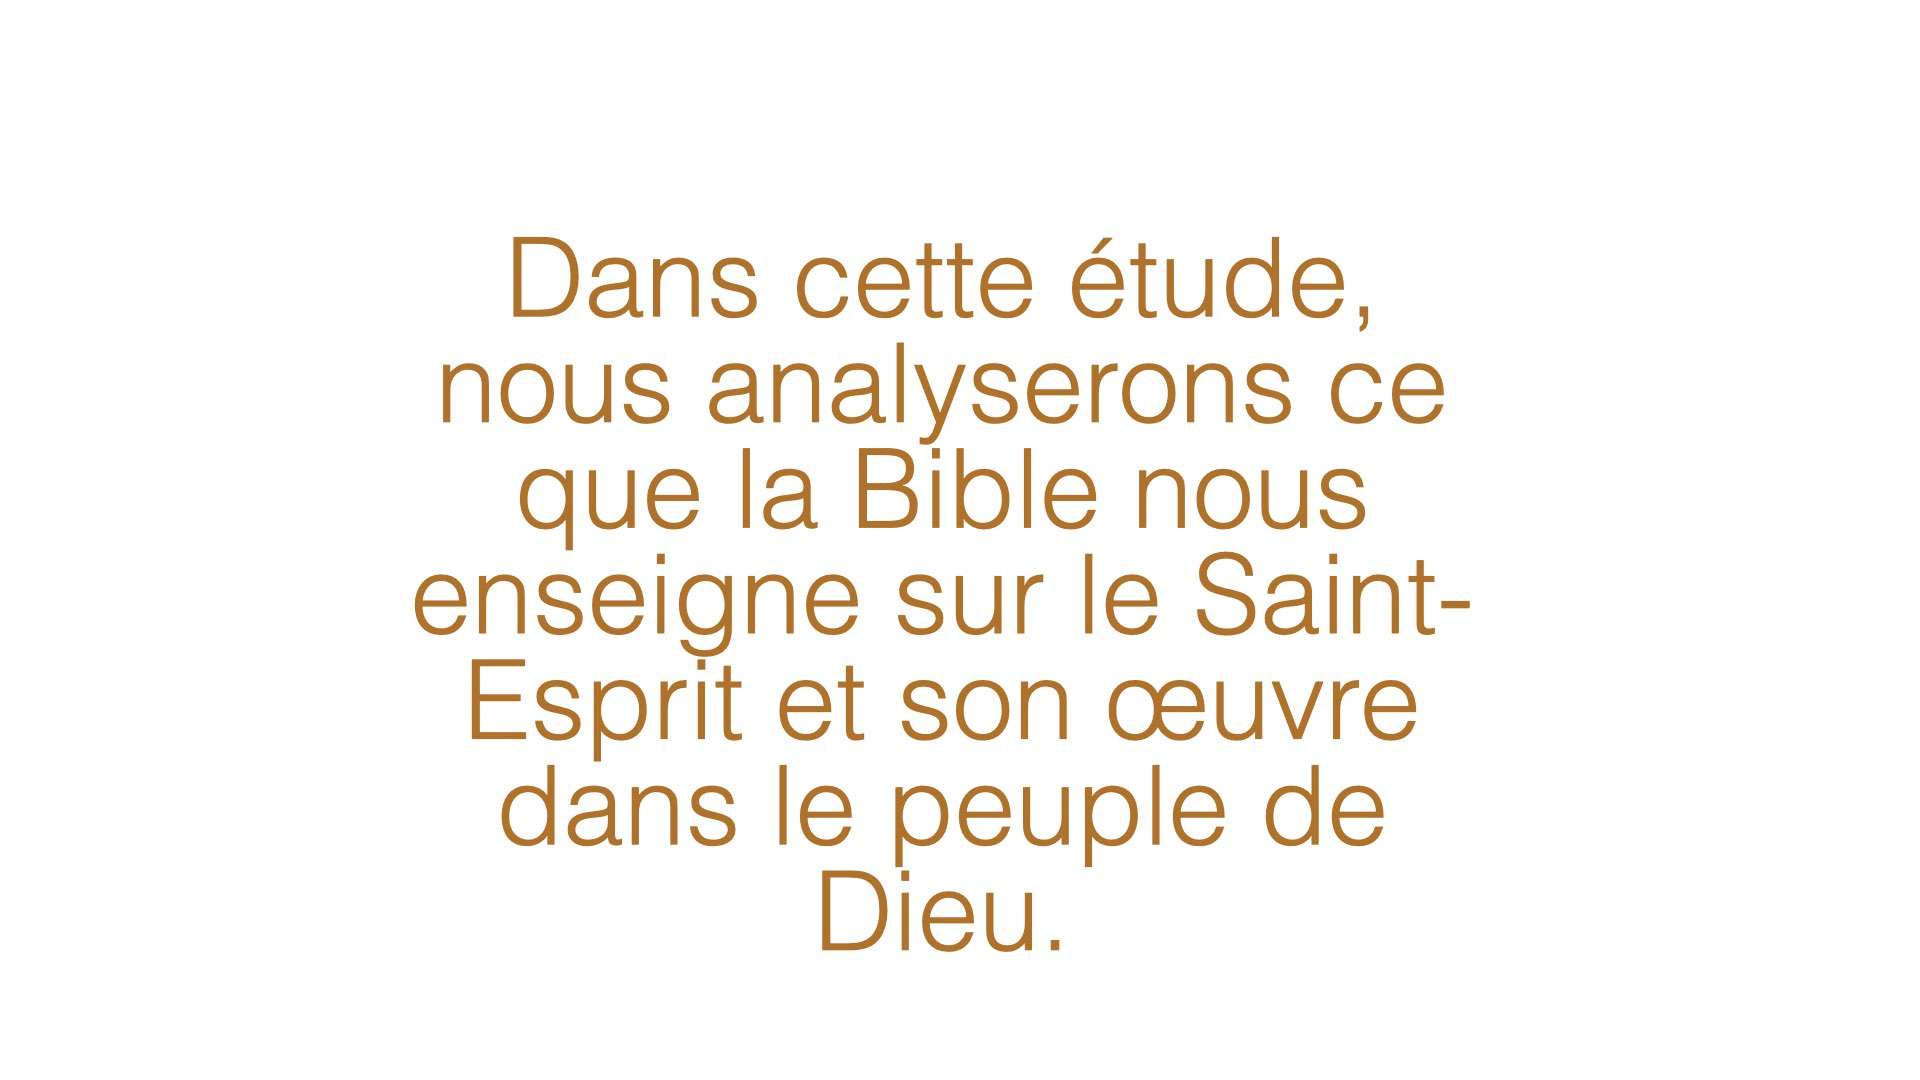 Dans cette étude,
nous analyserons ce
que la Bible nous
enseigne sur le Saint-
Esprit et son œuvre
dans le peuple de
Dieu.